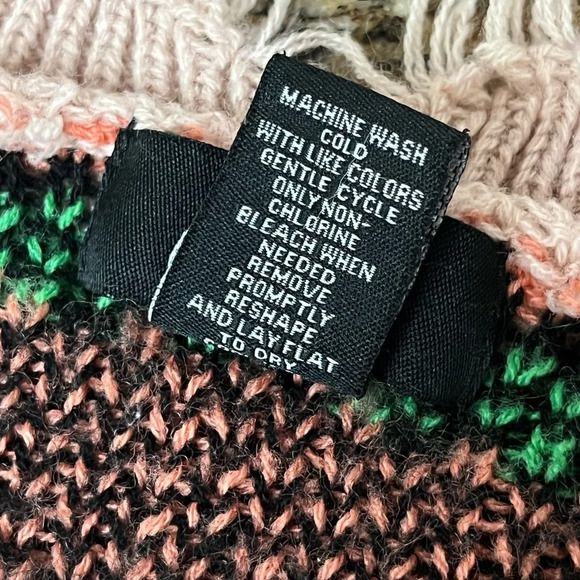 MACHINE WASH
COLD
WITH LIKE COLORS
GENTLE CYCLE
ONLY NON-
CHLORINE
BLEACH WHEN
NEEDED
REMOVE
PROMPTLY
RESHAPE
AND LAY FLAT
TO DRY